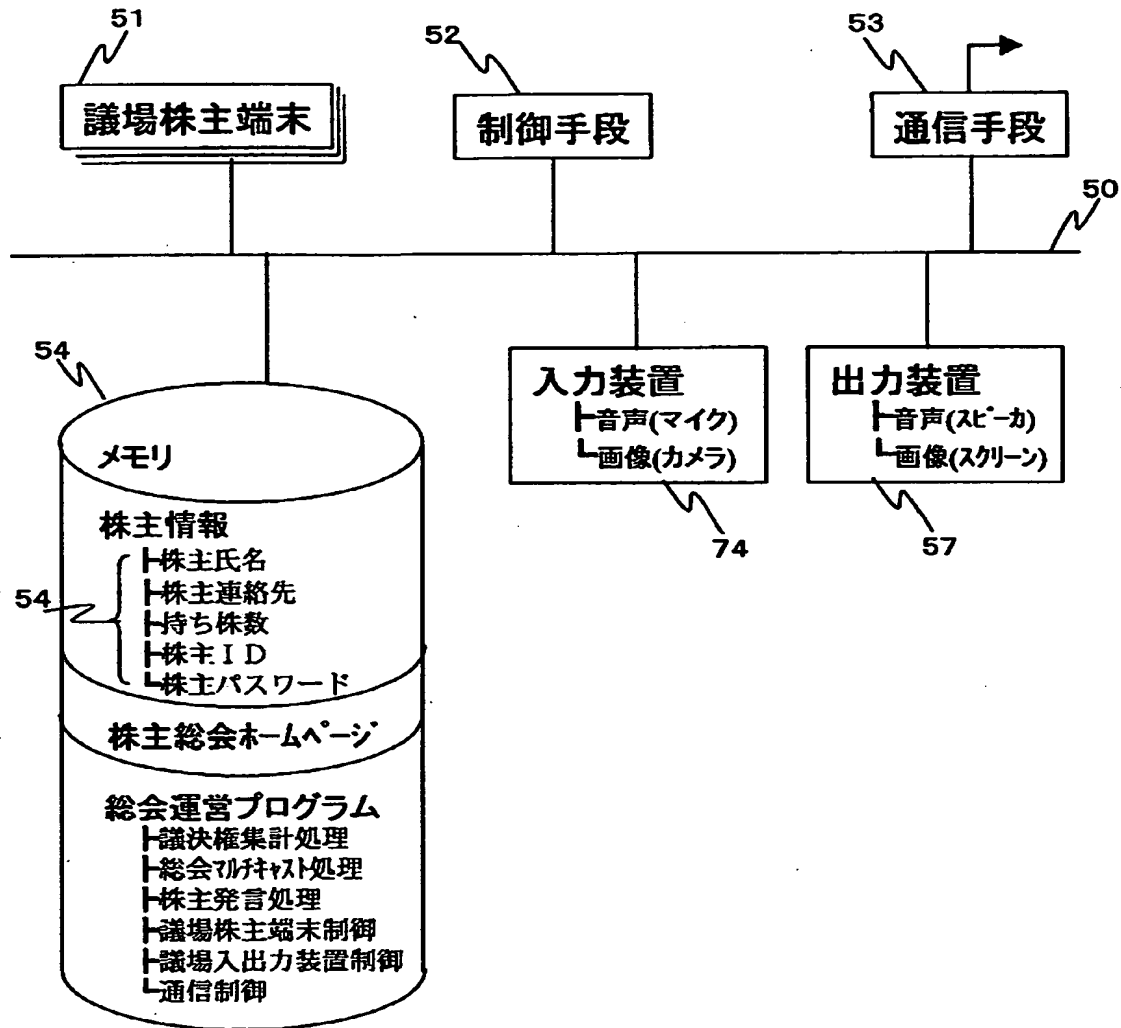 51
52
53
議場株主端末
制御手段
通信手段
50
54
入力装置
音声(マイク)
画像(カメラ)
74
出力装置
音声(スピーカ)
画像(スクリーン)
57
メモリ
株主情報
54
株主氏名
株主連絡先
持ち株数
株主ID
株主パスワード
株主総会ホームページ
総会運営プログラム
議決権集計処理
総会マルチキャスト処理
株主発言処理
議場株主端末制御
議場入出力装置制御
通信制御